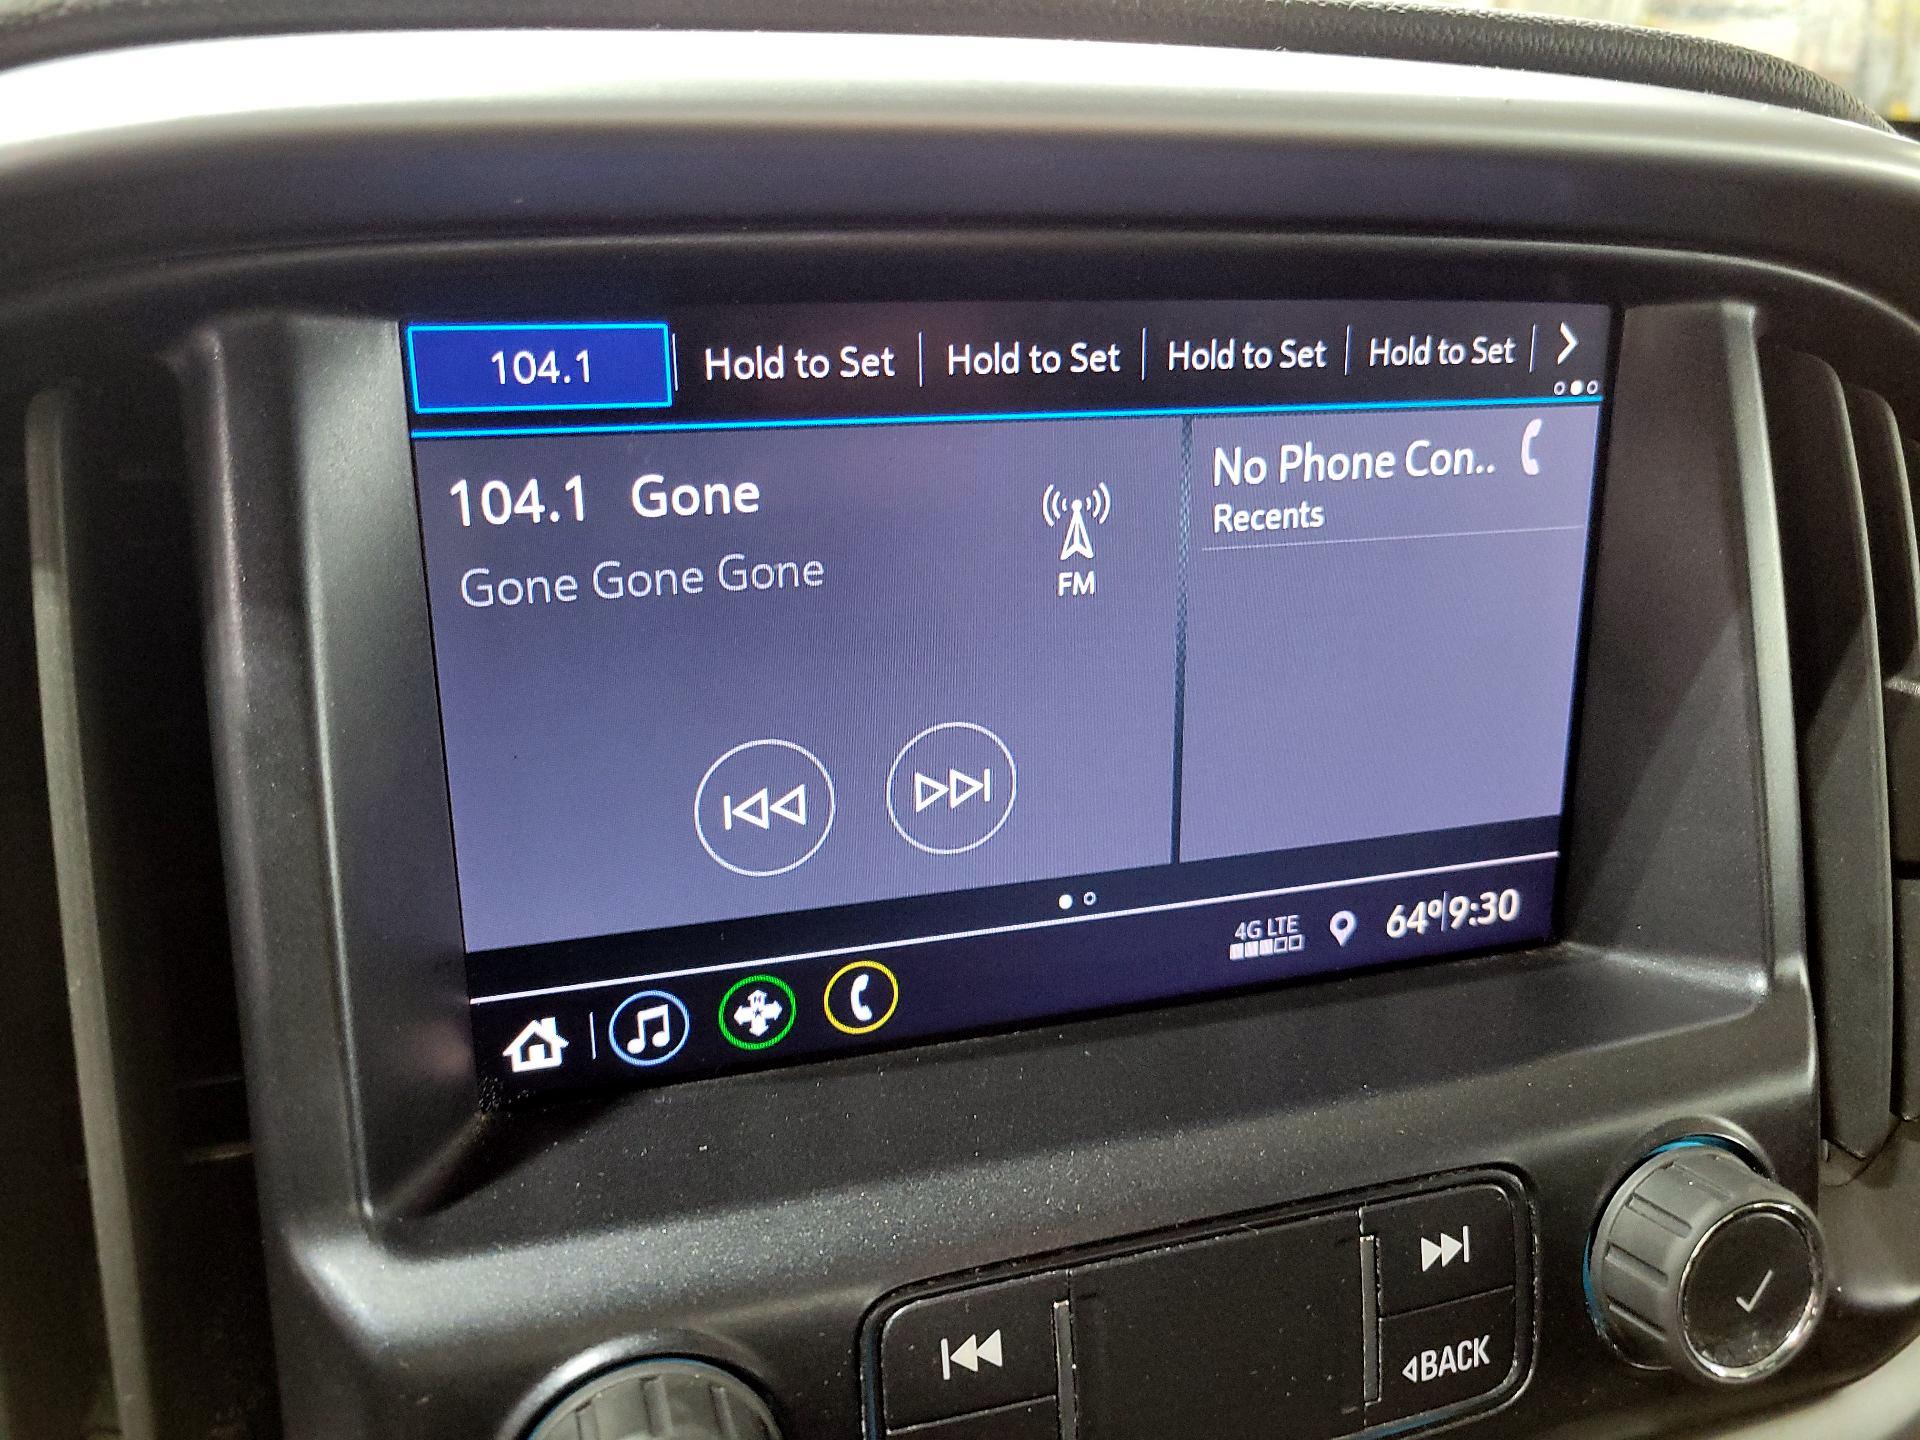 104.1 Hold to Set Hold to Set Hold to Set Hold to Set
104.1 Gone
Gone Gone Gone
FM
No Phone Con..
Recents
4G LTE
64° 9:30
BACK